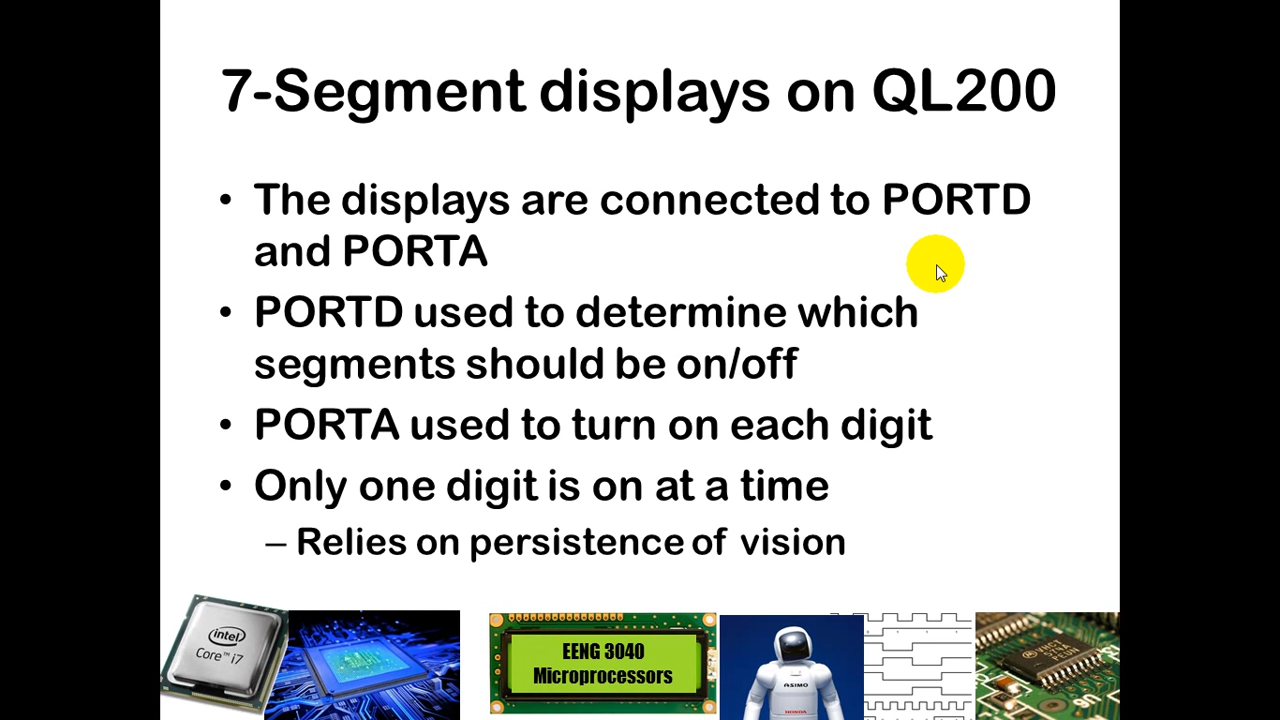 7-Segment displays on QL200
• The displays are connected to PORTD
and PORTA
• PORTD used to determine which
segments should be on/off
• PORTA used to turn on each digit
• Only one digit is on at a time
– Relies on persistence of vision
intel
Core™ i7
EENG 3040
Microprocessors
ASIMO
HONDA